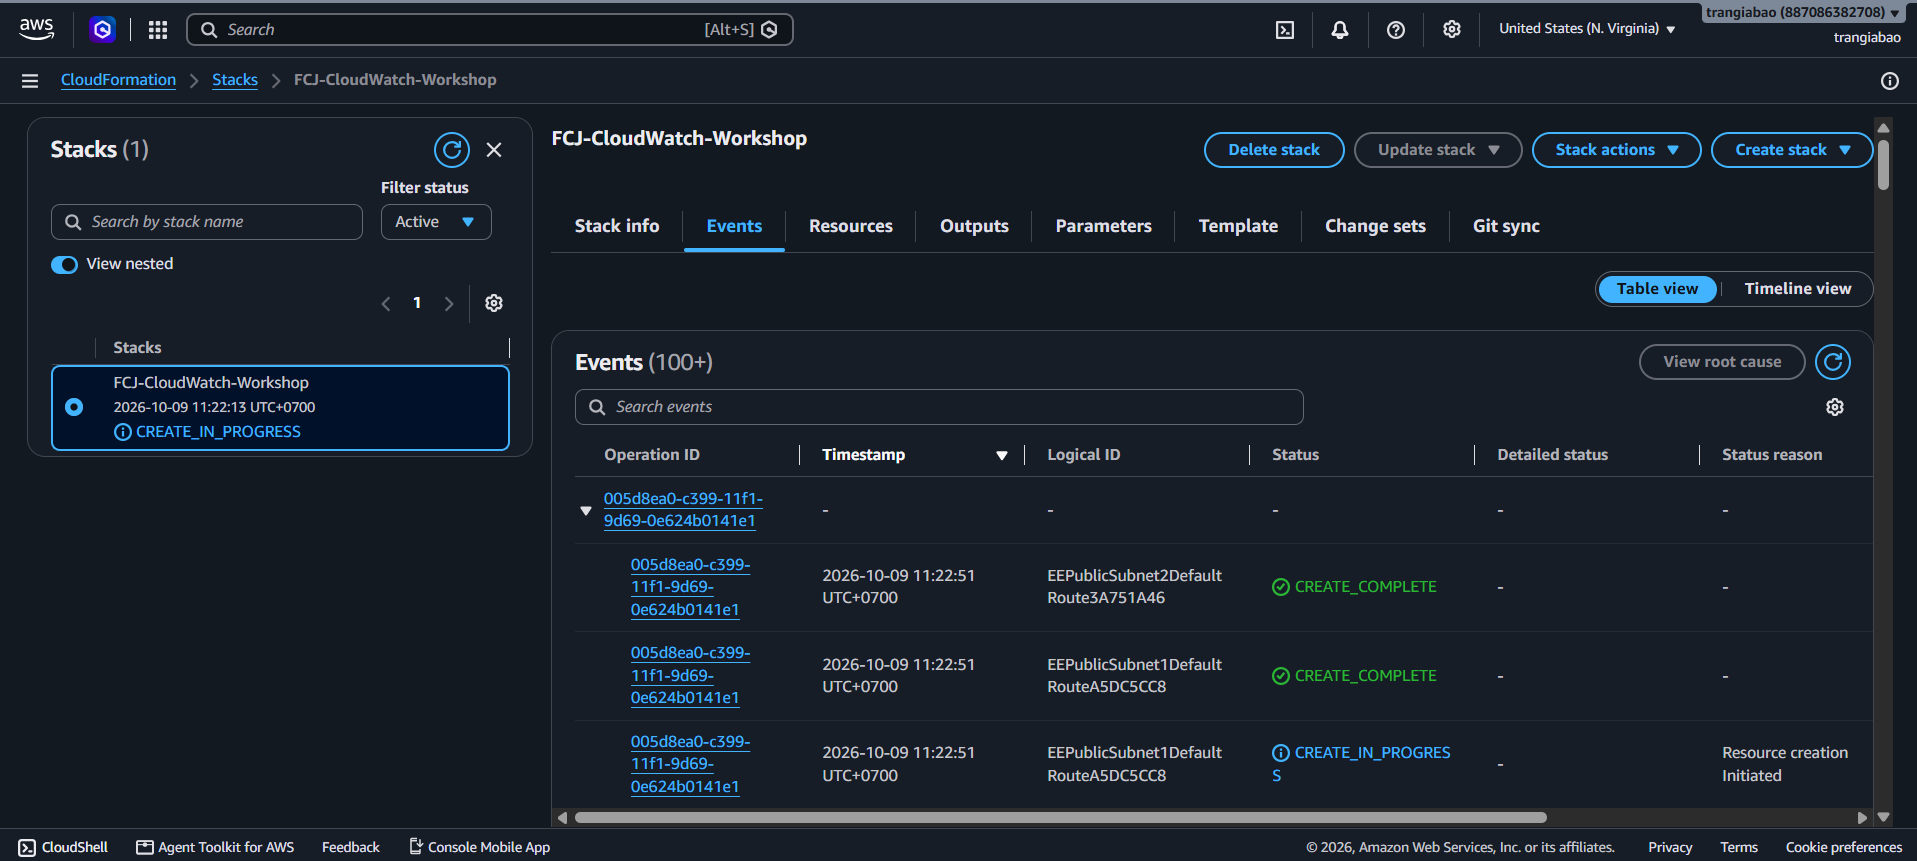 aws
Search
[Alt+S]
United States (N. Virginia)
trangiabao (887086382708)
trangiabao
CloudFormation
Stacks
FCJ-CloudWatch-Workshop
Stacks (1)
Filter status
Search by stack name
Active
View nested
1
Stacks
FCJ-CloudWatch-Workshop
2026-10-09 11:22:13 UTC+0700
CREATE_IN_PROGRESS
FCJ-CloudWatch-Workshop
Delete stack
Update stack
Stack actions
Create stack
Stack info
Events
Resources
Outputs
Parameters
Template
Change sets
Git sync
Table view
Timeline view
Events (100+)
View root cause
Search events
Operation ID
Timestamp
Logical ID
Status
Detailed status
Status reason
005d8ea0-c399-11f1-
9d69-0e624b0141e1
-
-
-
-
-
005d8ea0-c399-
11f1-9d69-
0e624b0141e1
2026-10-09 11:22:51
UTC+0700
EEPublicSubnet2Default
Route3A751A46
CREATE_COMPLETE
-
-
005d8ea0-c399-
11f1-9d69-
0e624b0141e1
2026-10-09 11:22:51
UTC+0700
EEPublicSubnet1Default
RouteA5DC5CC8
CREATE_COMPLETE
-
-
005d8ea0-c399-
11f1-9d69-
0e624b0141e1
2026-10-09 11:22:51
UTC+0700
EEPublicSubnet1Default
RouteA5DC5CC8
CREATE_IN_PROGRES
S
-
Resource creation
Initiated
CloudShell
Agent Toolkit for AWS
Feedback
Console Mobile App
© 2026, Amazon Web Services, Inc. or its affiliates.
Privacy
Terms
Cookie preferences